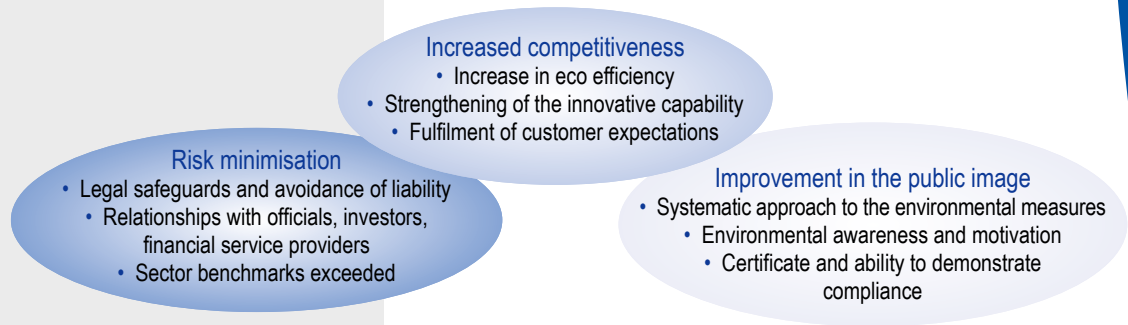 Increased competitiveness
• Increase in eco efficiency
• Strengthening of the innovative capability
• Fulfilment of customer expectations
Risk minimisation
• Legal safeguards and avoidance of liability
• Relationships with officials, investors,
financial service providers
• Sector benchmarks exceeded
Improvement in the public image
• Systematic approach to the environmental measures
• Environmental awareness and motivation
• Certificate and ability to demonstrate
compliance